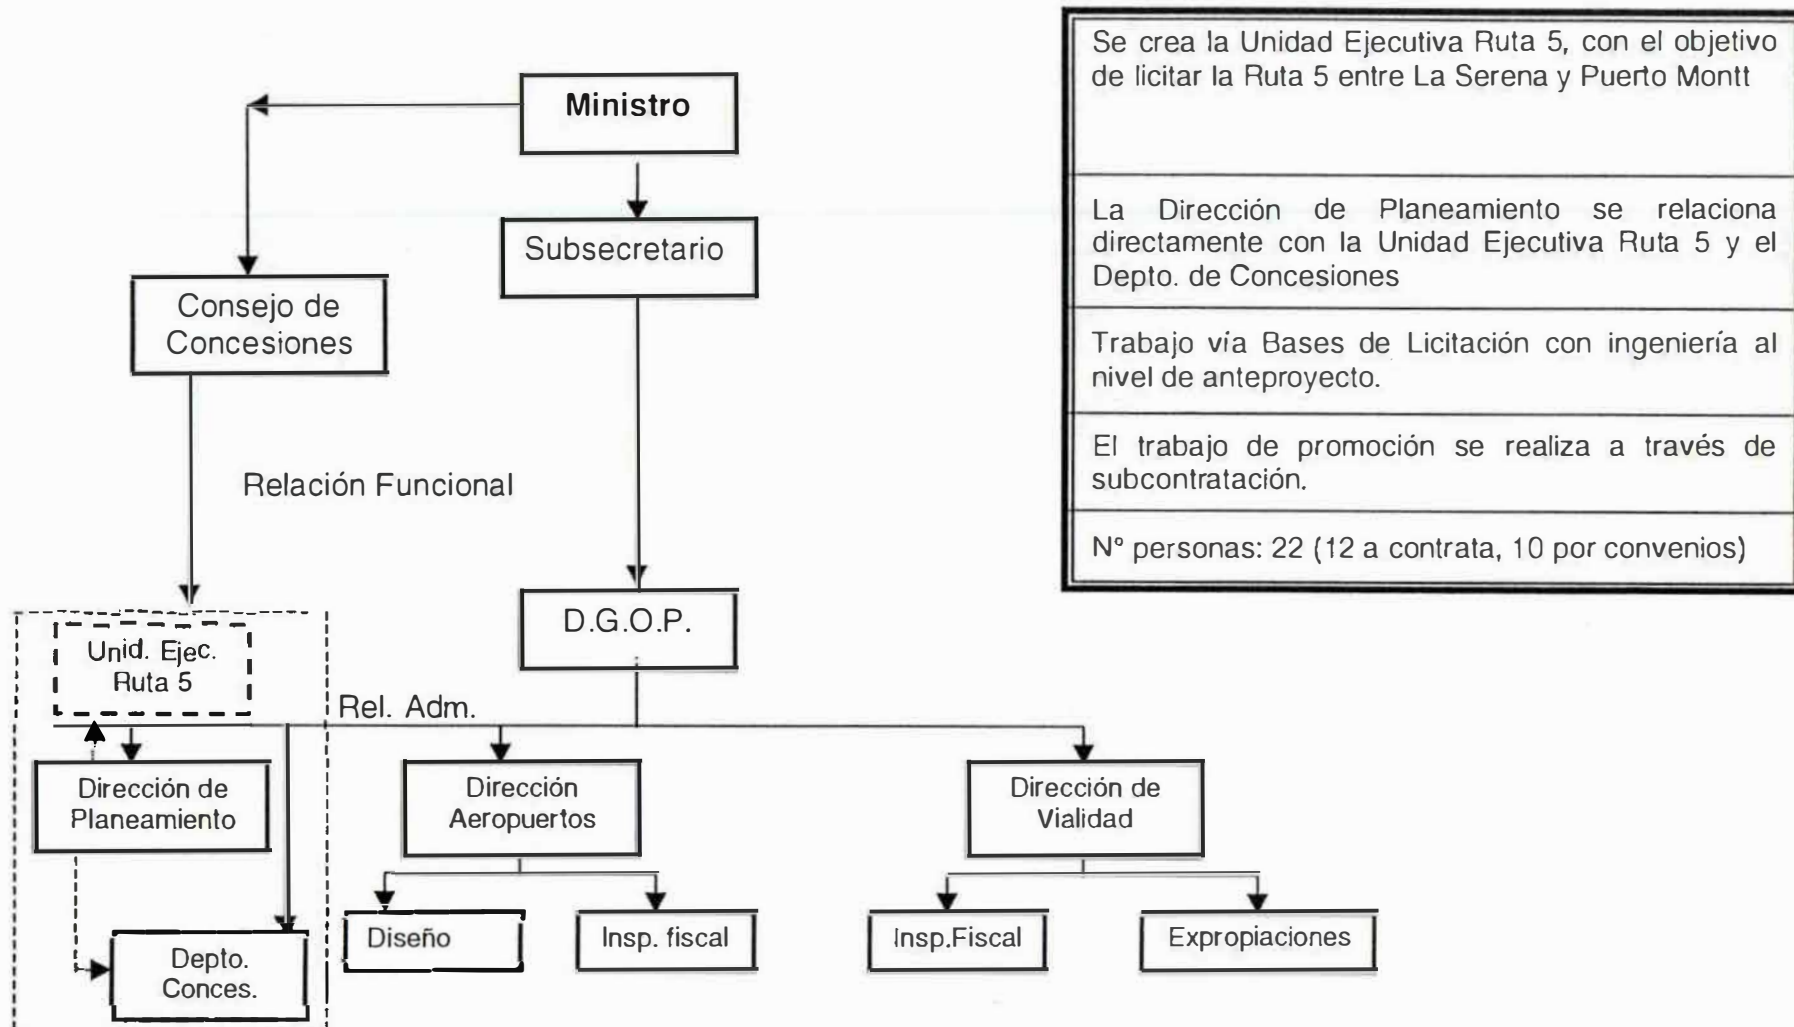 Ministro
Subsecretario
Consejo de
Concesiones
Relación Funcional
D.G.O.P.
Unid. Ejec.
Ruta 5
Rel. Adm.
Dirección de
Planeamiento
Dirección
Aeropuertos
Dirección de
Vialidad
Diseño
Insp. fiscal
Insp.Fiscal
Expropiaciones
Depto.
Conces.
Se crea la Unidad Ejecutiva Ruta 5, con el objetivo
de licitar la Ruta 5 entre La Serena y Puerto Montt
La Dirección de Planeamiento se relaciona
directamente con la Unidad Ejecutiva Ruta 5 y el
Depto. de Concesiones
Trabajo vía Bases de Licitación con ingeniería al
nivel de anteproyecto.
El trabajo de promoción se realiza a través de
subcontratación.
N° personas: 22 (12 a contrata, 10 por convenios)